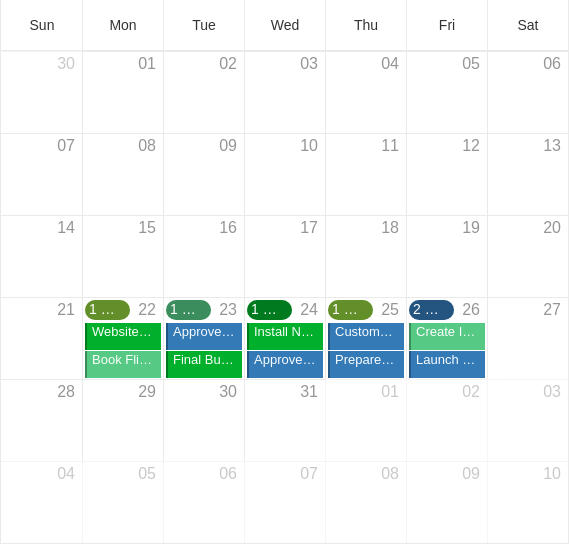 Sun Mon Tue Wed Thu Fri Sat
30 01 02 03 04 05 06
07 08 09 10 11 12 13
14 15 16 17 18 19 20
21 1 … 22 1 … 23 1 … 24 1 … 25 2 … 26 27
Website… Approve… Install N… Custom… Create I…
Book Fli… Final Bu… Approve… Prepare… Launch …
28 29 30 31 01 02 03
04 05 06 07 08 09 10